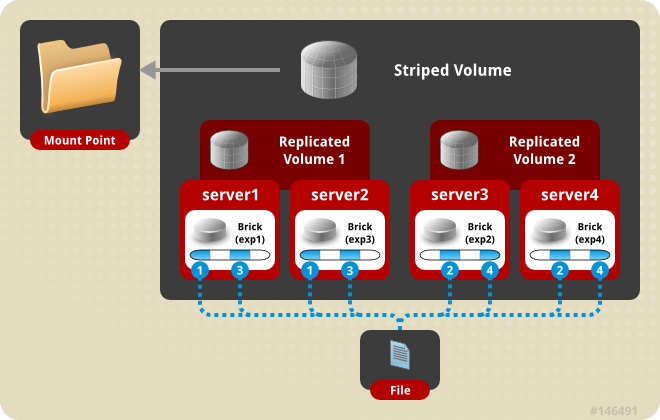 Mount Point
Striped Volume
Replicated
Volume 1
Replicated
Volume 2
server1
server2
server3
server4
Brick
(exp1)
Brick
(exp3)
Brick
(exp2)
Brick
(exp4)
1
3
1
3
2
4
2
4
File
#146491